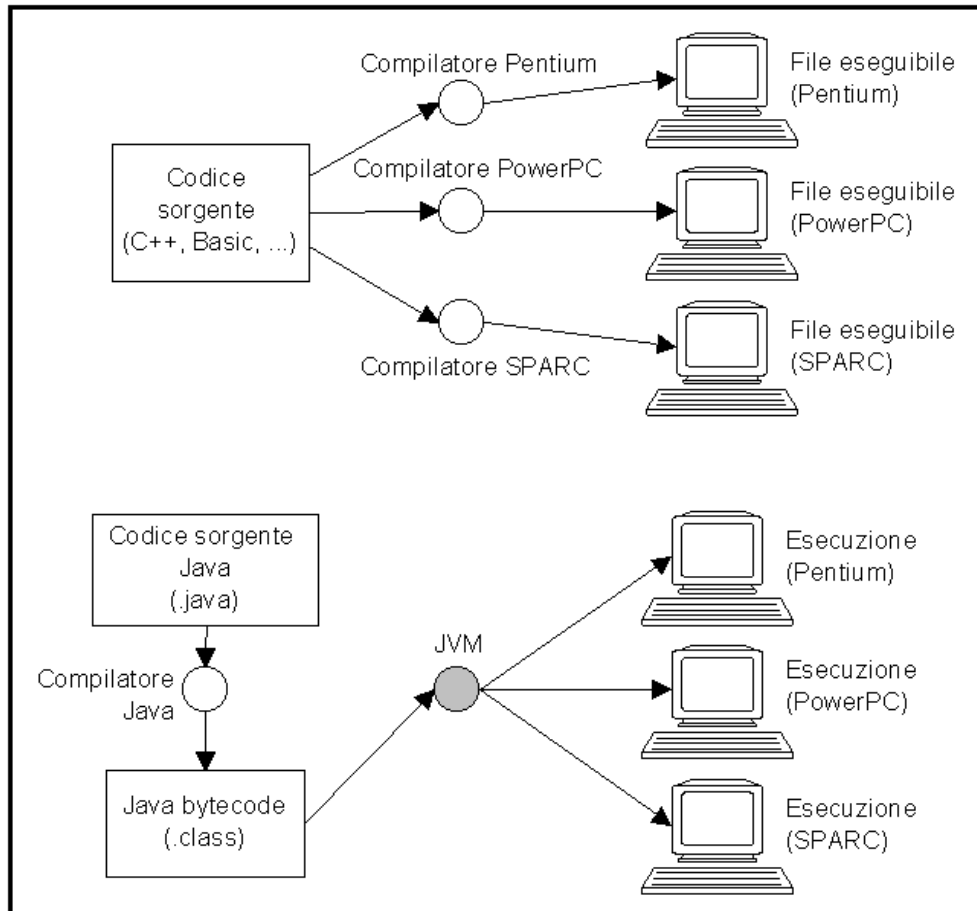 Compilatore Pentium
File eseguibile
(Pentium)
Codice
sorgente
(C++, Basic, ...)
Compilatore PowerPC
File eseguibile
(PowerPC)
Compilatore SPARC
File eseguibile
(SPARC)
Codice sorgente
Java
(.java)
Compilatore
Java
Java bytecode
(.class)
JVM
Esecuzione
(Pentium)
Esecuzione
(PowerPC)
Esecuzione
(SPARC)